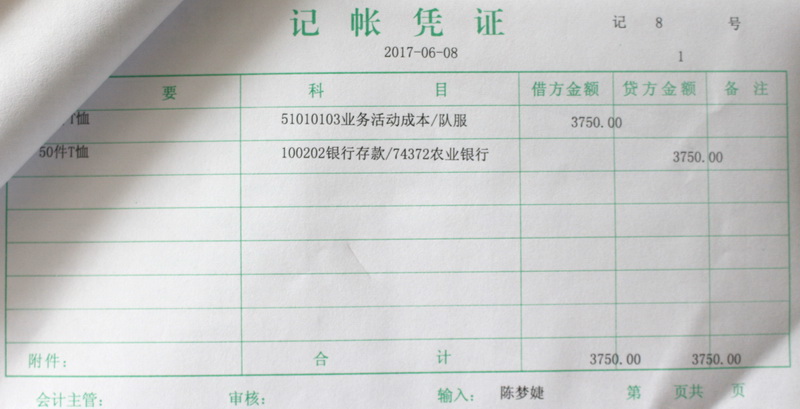 记帐凭证
记 8 号
2017-06-08
1
要 科目 借方金额 贷方金额 备注
T恤 51010103业务活动成本/队服 3750.00
50件T恤 100202银行存款/74372农业银行 3750.00
附件： 合计 3750.00 3750.00
会计主管： 审核： 输入： 陈梦婕 第 页共 页